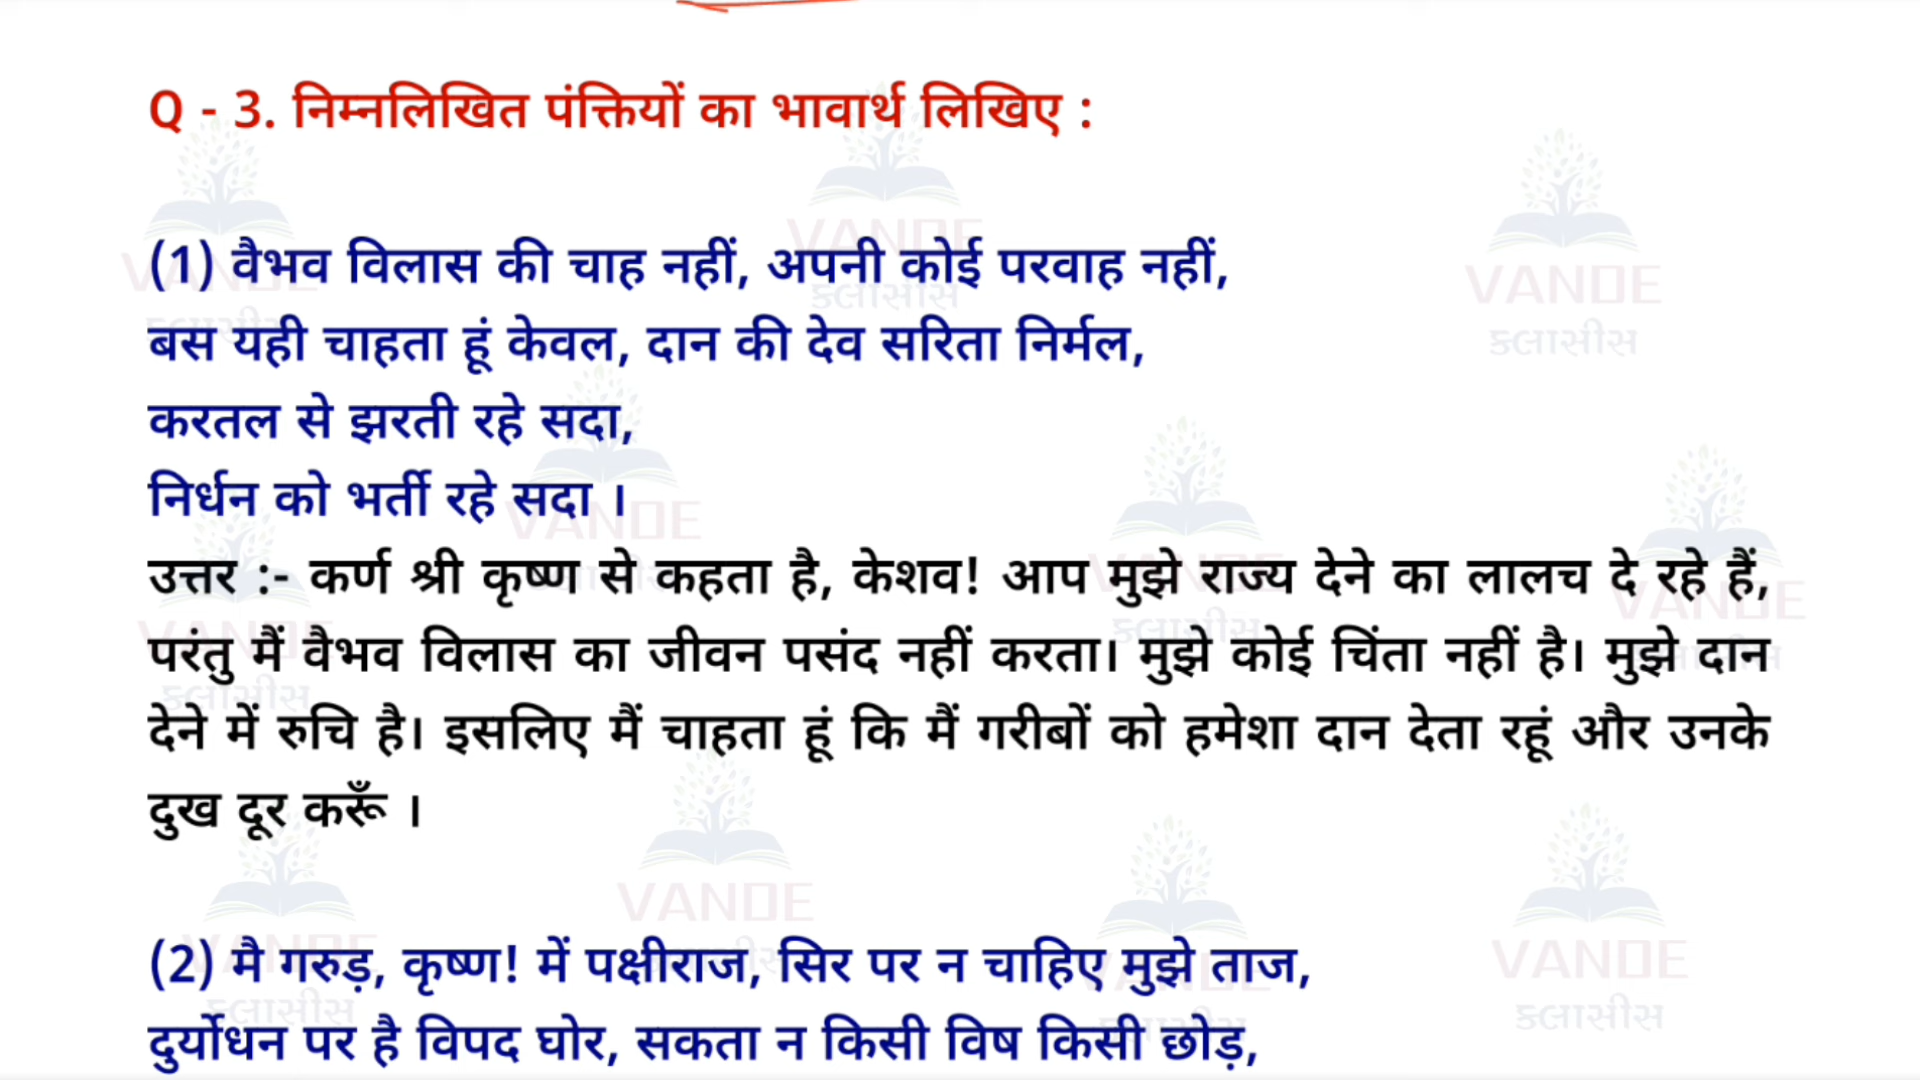 Q - 3. निम्नलिखित पंक्तियों का भावार्थ लिखिए :
(1) वैभव विलास की चाह नहीं, अपनी कोई परवाह नहीं,
बस यही चाहता हूं केवल, दान की देव सरिता निर्मल,
करतल से झरती रहे सदा,
निर्धन को भर्ती रहे सदा ।
उत्तर :- कर्ण श्री कृष्ण से कहता है, केशव! आप मुझे राज्य देने का लालच दे रहे हैं,
परंतु मैं वैभव विलास का जीवन पसंद नहीं करता। मुझे कोई चिंता नहीं है। मुझे दान
देने में रुचि है। इसलिए मैं चाहता हूं कि मैं गरीबों को हमेशा दान देता रहूं और उनके
दुख दूर करूँ ।
(2) मै गरुड़, कृष्ण! में पक्षीराज, सिर पर न चाहिए मुझे ताज,
दुर्योधन पर है विपद घोर, सकता न किसी विष किसी छोड़,
VANDE
ક્લાસીસ